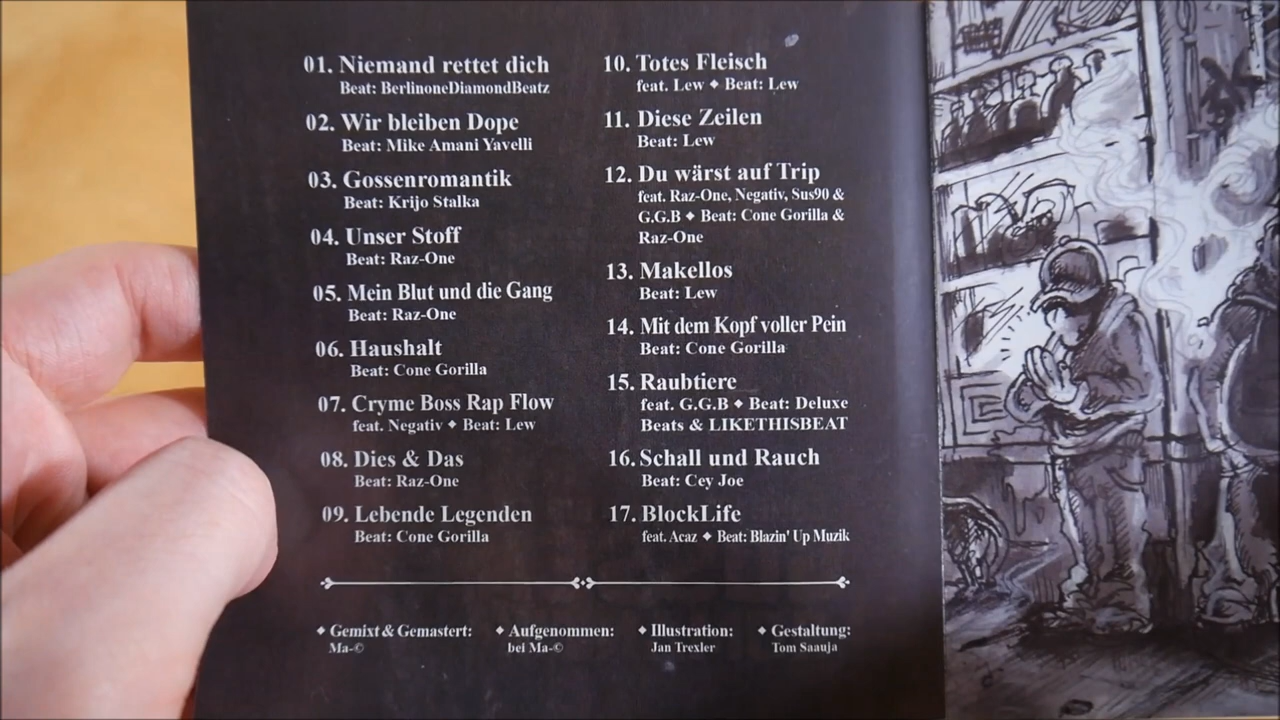 01. Niemand rettet dich
Beat: BerlinoneDiamondBeatz
02. Wir bleiben Dope
Beat: Mike Amani Yavelli
03. Gossenromantik
Beat: Krijo Stalka
04. Unser Stoff
Beat: Raz-One
05. Mein Blut und die Gang
Beat: Raz-One
06. Haushalt
Beat: Cone Gorilla
07. Cryme Boss Rap Flow
feat. Negativ ◆ Beat: Lew
08. Dies & Das
Beat: Raz-One
09. Lebende Legenden
Beat: Cone Gorilla
10. Totes Fleisch
feat. Lew ◆ Beat: Lew
11. Diese Zeilen
Beat: Lew
12. Du wärst auf Trip
feat. Raz-One, Negativ, Sus90 &
G.G.B ◆ Beat: Cone Gorilla &
Raz-One
13. Makellos
Beat: Lew
14. Mit dem Kopf voller Pein
Beat: Cone Gorilla
15. Raubtiere
feat. G.G.B ◆ Beat: Deluxe
Beats & LIKETHISBEAT
16. Schall und Rauch
Beat: Cey Joe
17. BlockLife
feat. Acaz ◆ Beat: Blazin' Up Muzik
◆ Gemixt & Gemastert:
Ma-©
◆ Aufgenommen:
bei Ma-©
◆ Illustration:
Jan Trexler
◆ Gestaltung:
Tom Saauja